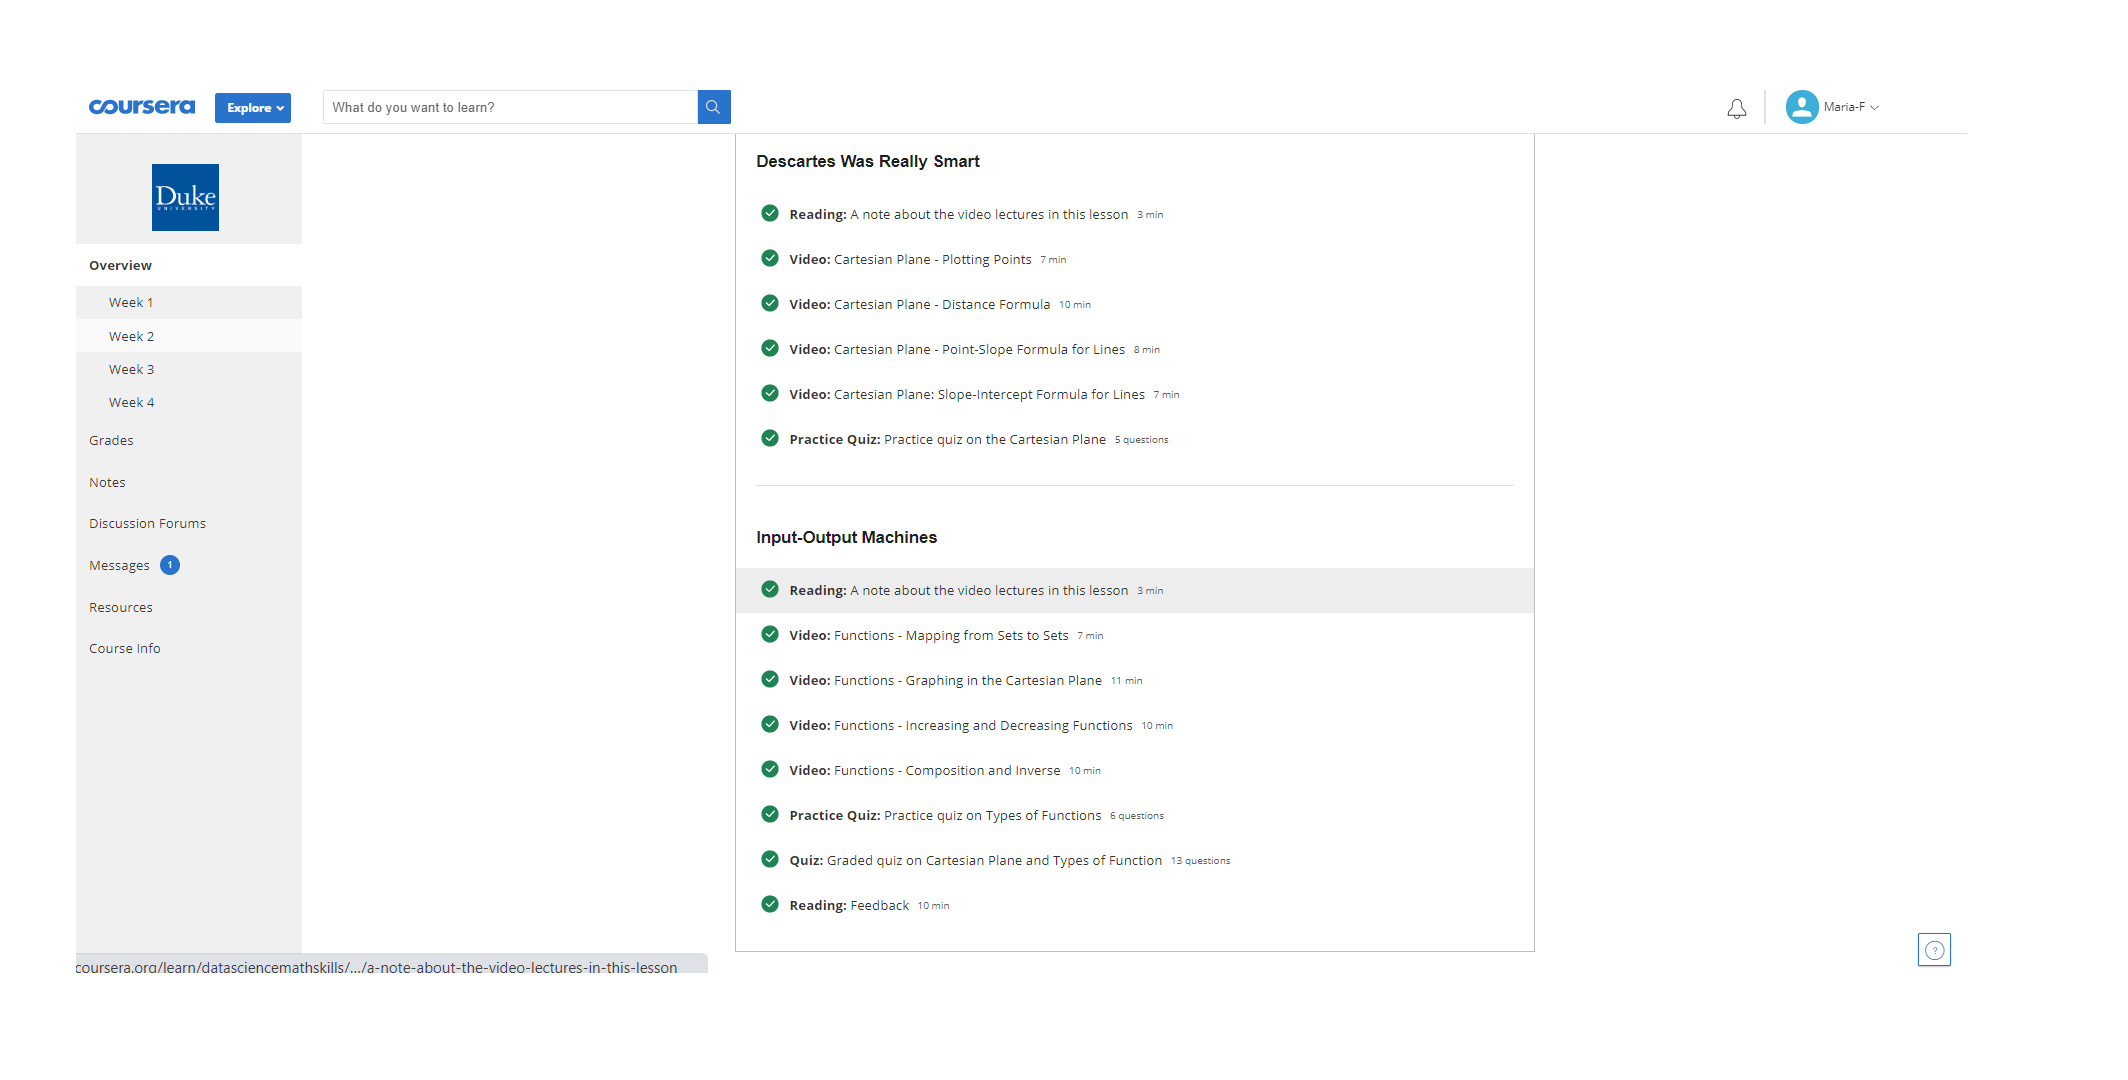 coursera Explore What do you want to learn? Maria-F
Duke
UNIVERSITY
Overview
Week 1
Week 2
Week 3
Week 4
Grades
Notes
Discussion Forums
Messages 1
Resources
Course Info
Descartes Was Really Smart
Reading: A note about the video lectures in this lesson 3 min
Video: Cartesian Plane - Plotting Points 7 min
Video: Cartesian Plane - Distance Formula 10 min
Video: Cartesian Plane - Point-Slope Formula for Lines 8 min
Video: Cartesian Plane: Slope-Intercept Formula for Lines 7 min
Practice Quiz: Practice quiz on the Cartesian Plane 5 questions
Input-Output Machines
Reading: A note about the video lectures in this lesson 3 min
Video: Functions - Mapping from Sets to Sets 7 min
Video: Functions - Graphing in the Cartesian Plane 11 min
Video: Functions - Increasing and Decreasing Functions 10 min
Video: Functions - Composition and Inverse 10 min
Practice Quiz: Practice quiz on Types of Functions 6 questions
Quiz: Graded quiz on Cartesian Plane and Types of Function 13 questions
Reading: Feedback 10 min
?
coursera.org/learn/datasciencemathskills/.../a-note-about-the-video-lectures-in-this-lesson